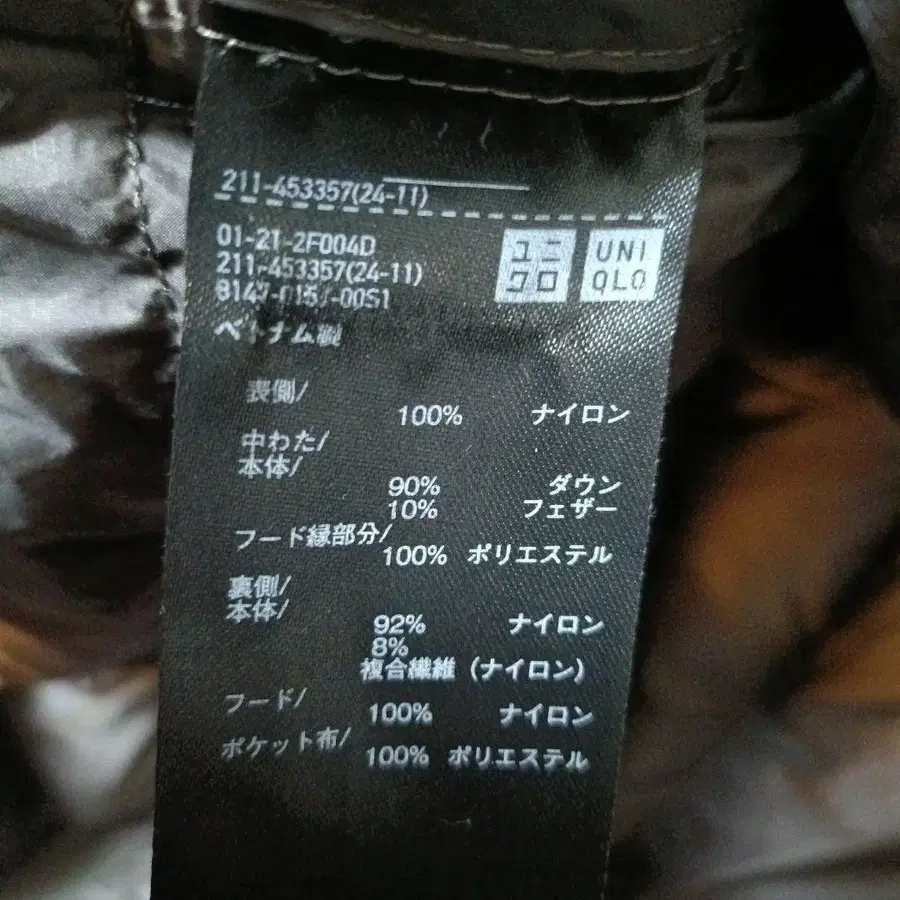 211-453357(24-11)
01-21-2F004D
211-453357(24-11)
ユニ
クロ
UNI
QLO
ベトナム製
表側/
100% ナイロン
中わた/
本体/
90% ダウン
10% フェザー
フード縁部分/
100% ポリエステル
裏側/
本体/
92% ナイロン
8%
複合繊維 (ナイロン)
フード/
100% ナイロン
ポケット布/
100% ポリエステル